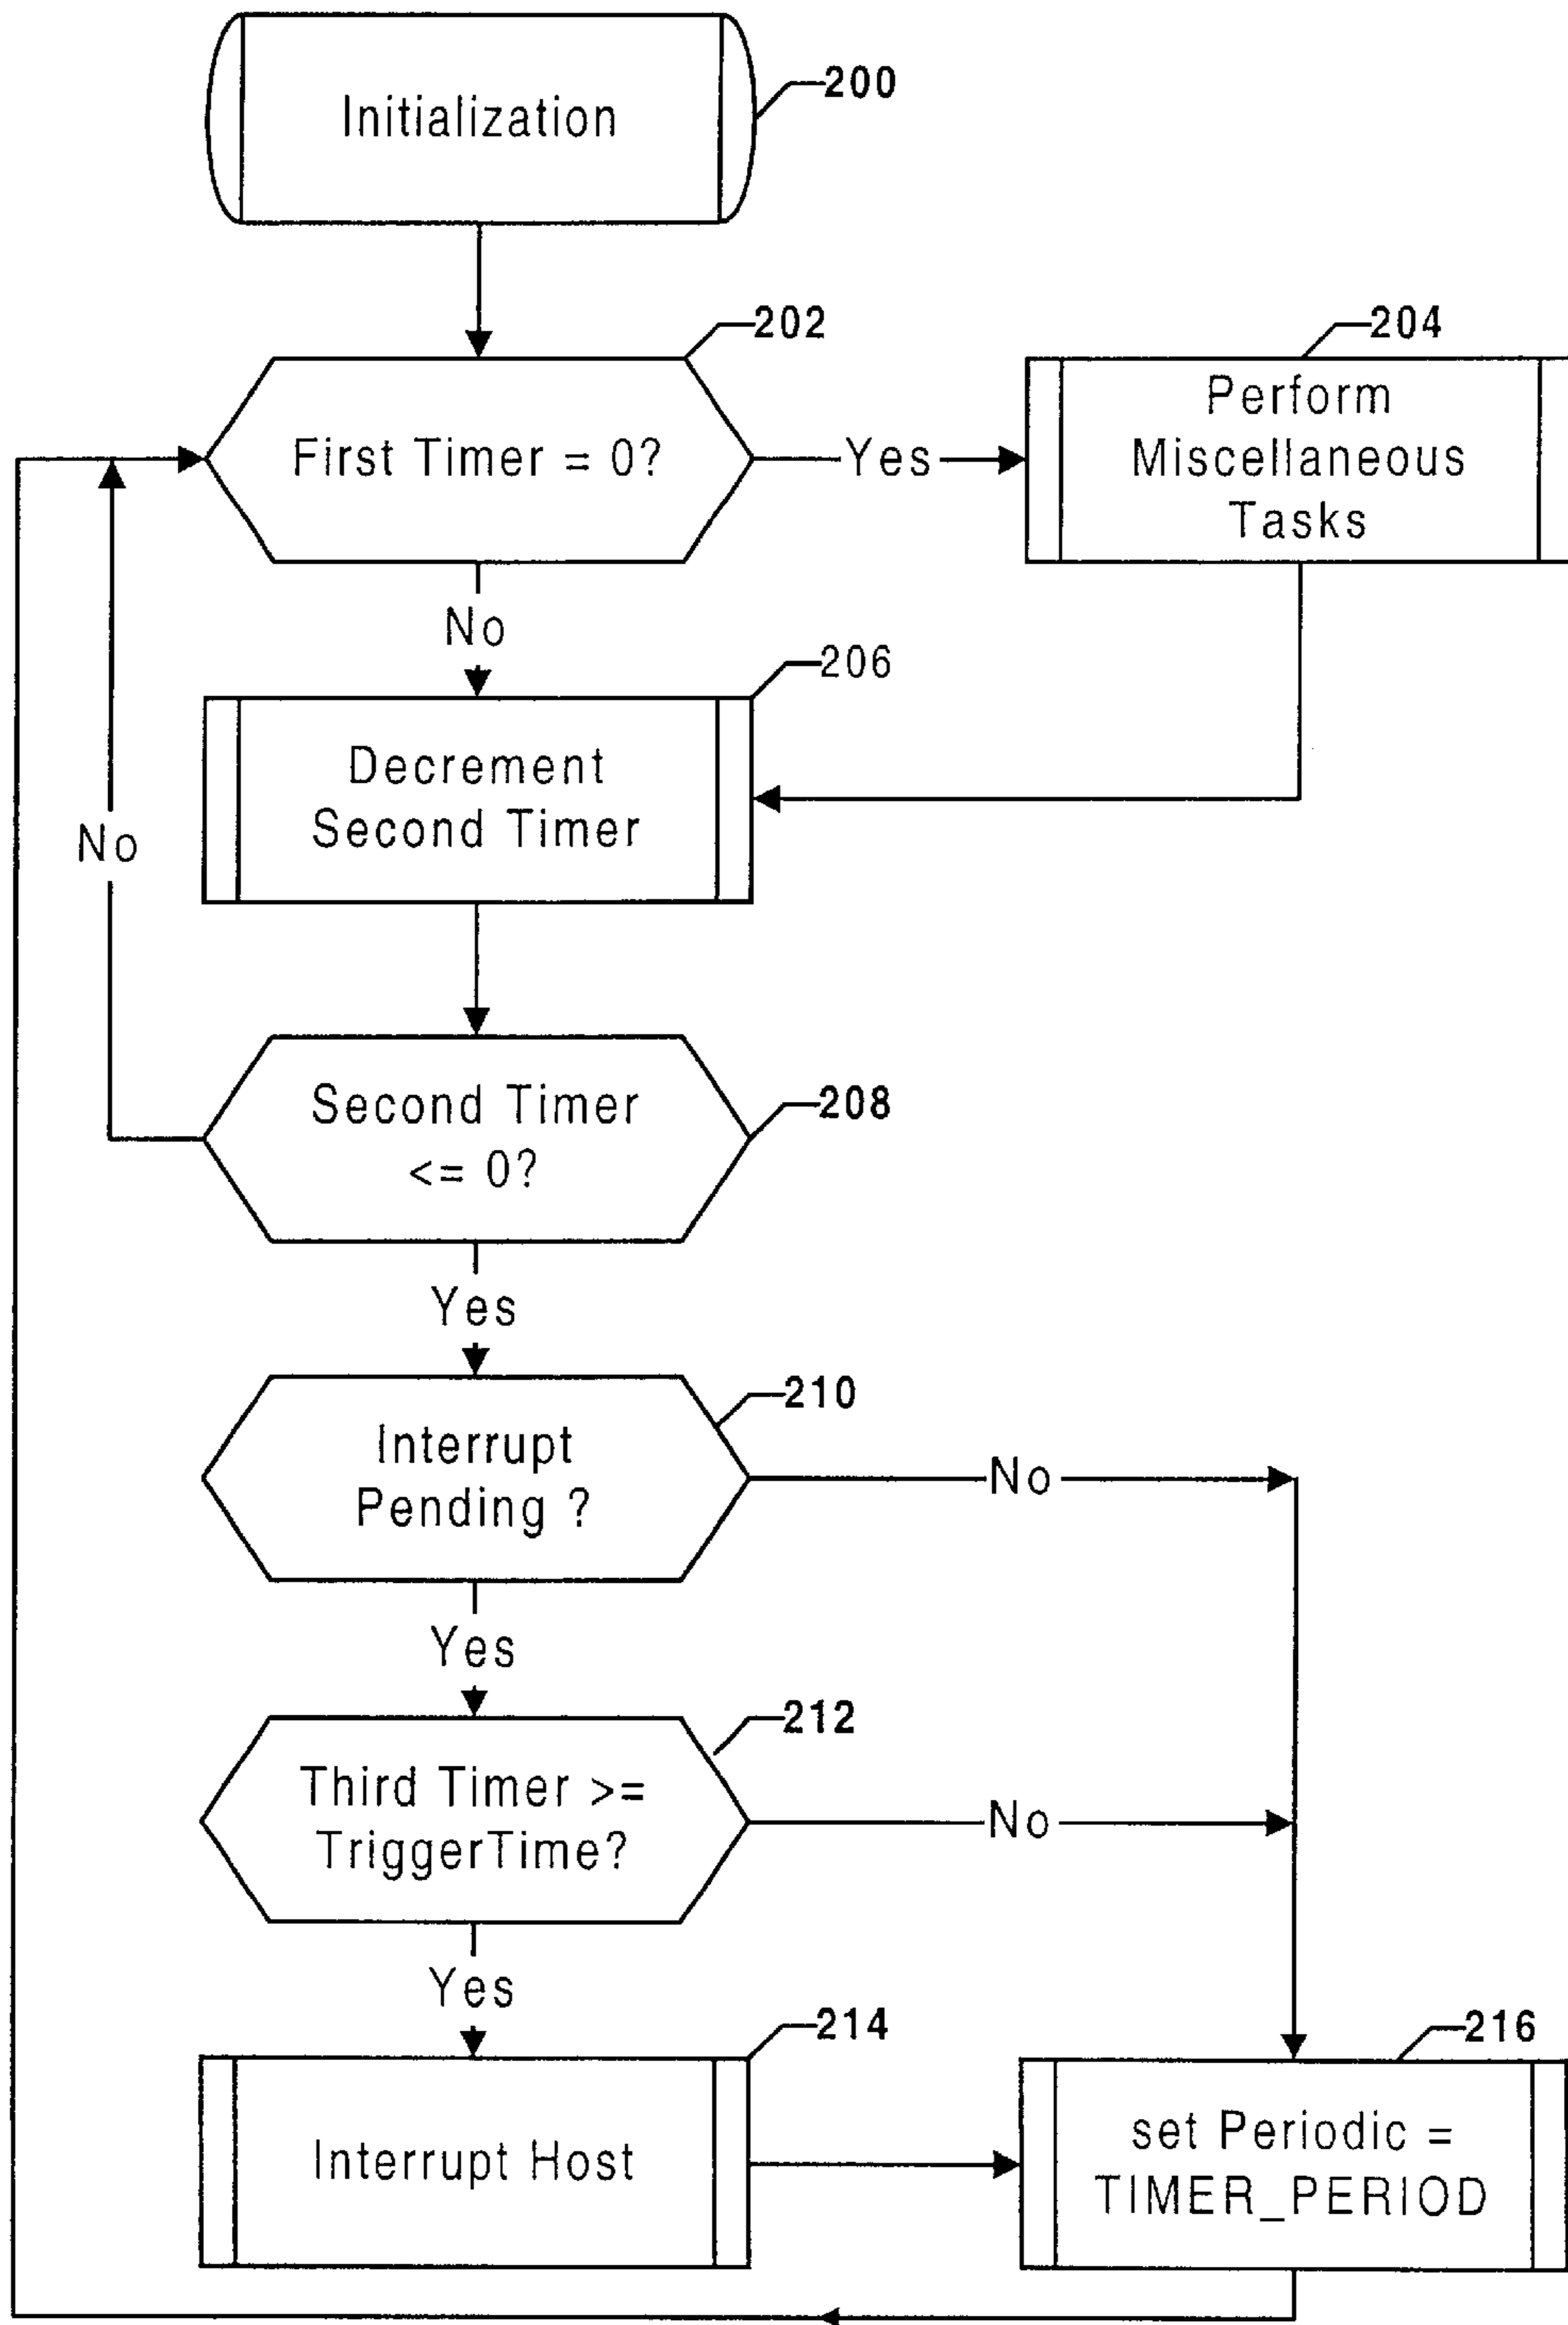 Initialization
200
202
First Timer = 0?
Yes
204
Perform
Miscellaneous
Tasks
No
206
Decrement
Second Timer
No
Second Timer
<= 0?
208
Yes
210
Interrupt
Pending ?
No
Yes
212
Third Timer >=
TriggerTime?
No
Yes
214
Interrupt Host
216
set Periodic =
TIMER_PERIOD